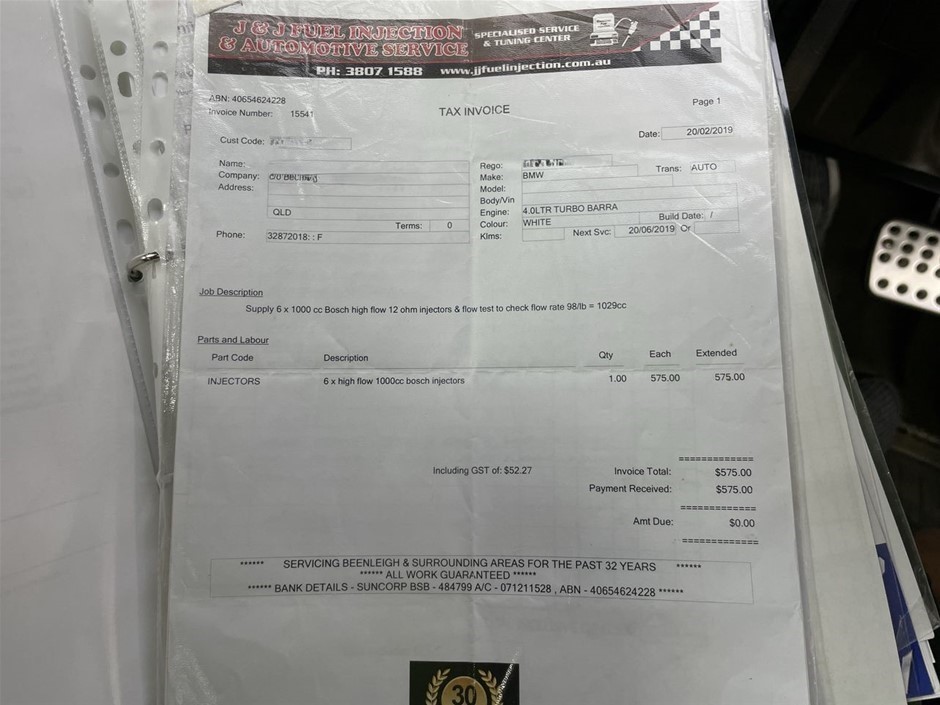 J & J FUEL INJECTION
& AUTOMOTIVE SERVICE
SPECIALISED SERVICE
& TUNING CENTER
PH: 3807 1588 www.jjfuelinjection.com.au
ABN: 40654624228
Invoice Number: 15541
TAX INVOICE
Page 1
Date: 20/02/2019
Cust Code:
Name:
Company: C/O
Address:
QLD
Terms: 0
Phone: 32872018: : F
Rego:
Trans: AUTO
Make: BMW
Model:
Body/Vin
Engine: 4.0LTR TURBO BARRA
Colour: WHITE
Build Date: /
Klms:
Next Svc: 20/06/2019 Or
Job Description
Supply 6 x 1000 cc Bosch high flow 12 ohm injectors & flow test to check flow rate 98/lb = 1029cc
Parts and Labour
Part Code Description Qty Each Extended
INJECTORS 6 x high flow 1000cc bosch injectors 1.00 575.00 575.00
=============
Including GST of: $52.27 Invoice Total: $575.00
Payment Received: $575.00
=============
Amt Due: $0.00
=============
****** SERVICING BEENLEIGH & SURROUNDING AREAS FOR THE PAST 32 YEARS ******
****** ALL WORK GUARANTEED ******
****** BANK DETAILS - SUNCORP BSB - 484799 A/C - 071211528 , ABN - 40654624228 ******
30